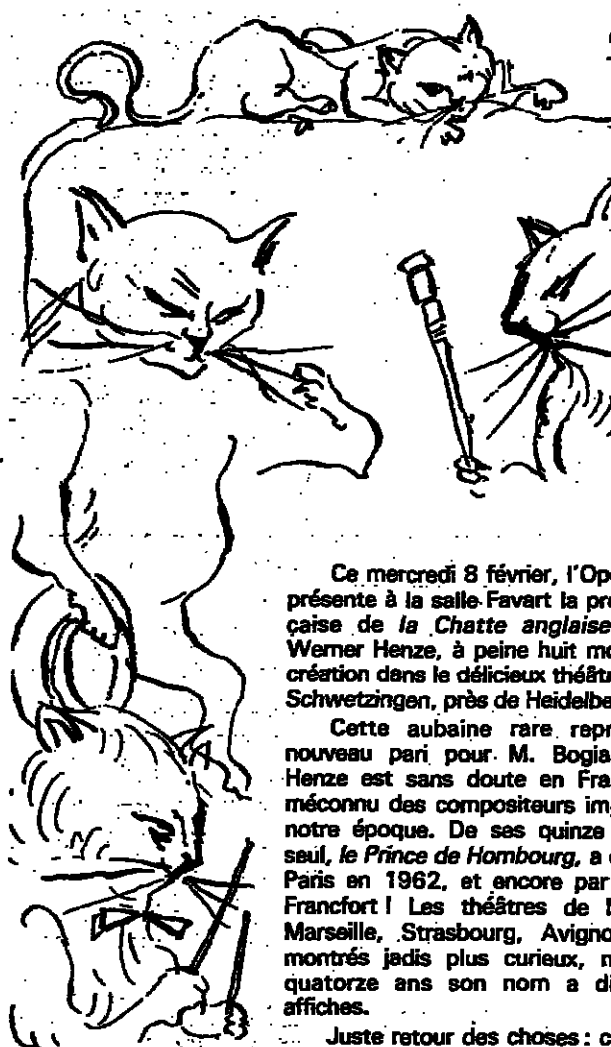 Ce mercredi 8 février, l'Opé
présente à la salle Favart la pre
çaise de la Chatte anglaise
Werner Henze, à peine huit mo
création dans le délicieux théâtr
Schwetzingen, près de Heidelbe
Cette aubaine rare repr
nouveau pari pour M. Bogia
Henze est sans doute en Fra
méconnu des compositeurs im
notre époque. De ses quinze
seul, le Prince de Hombourg, a
Paris en 1962, et encore par
Francfort ! Les théâtres de
Marseille, Strasbourg, Avigno
montrés jadis plus curieux, m
quatorze ans son nom a di
affiches.
Juste retour des choses : c